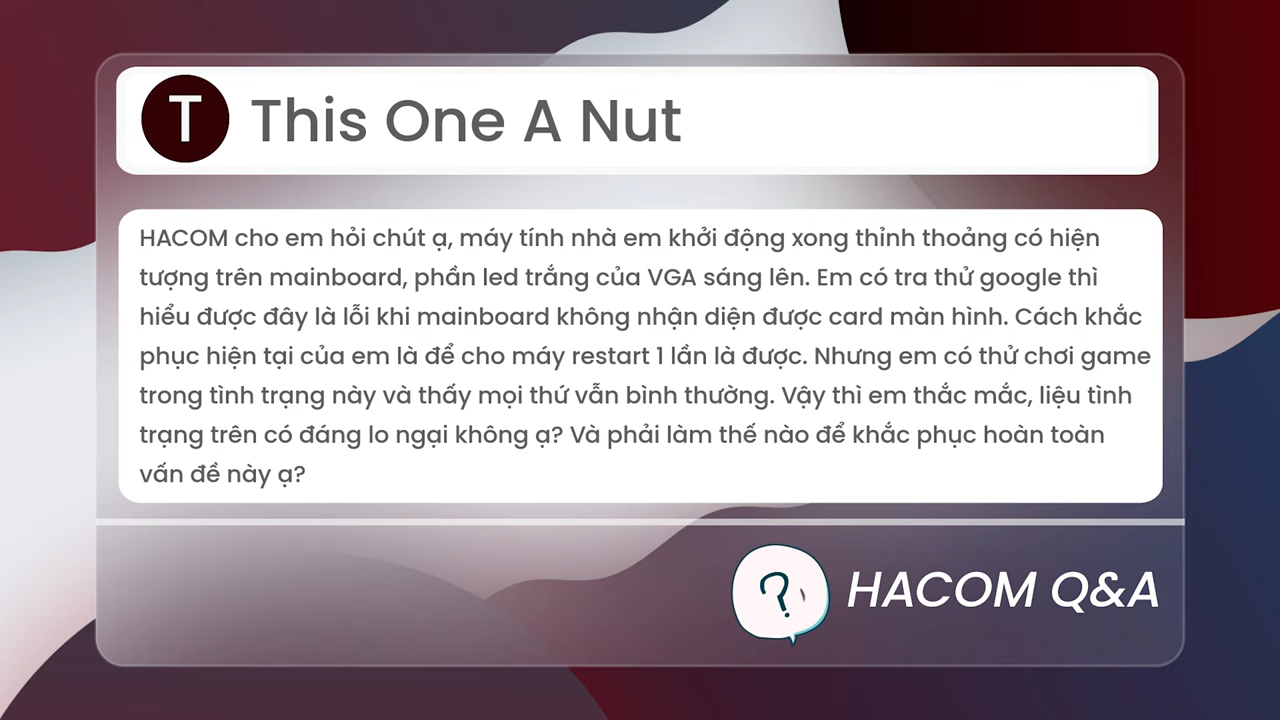 T
This One A Nut
HACOM cho em hỏi chút ạ, máy tính nhà em khởi động xong thỉnh thoảng có hiện
tượng trên mainboard, phần led trắng của VGA sáng lên. Em có tra thử google thì
hiểu được đây là lỗi khi mainboard không nhận diện được card màn hình. Cách khắc
phục hiện tại của em là để cho máy restart 1 lần là được. Nhưng em có thử chơi game
trong tình trạng này và thấy mọi thứ vẫn bình thường. Vậy thì em thắc mắc, liệu tình
trạng trên có đáng lo ngại không ạ? Và phải làm thế nào để khắc phục hoàn toàn
vấn đề này ạ?
?
HACOM Q&A